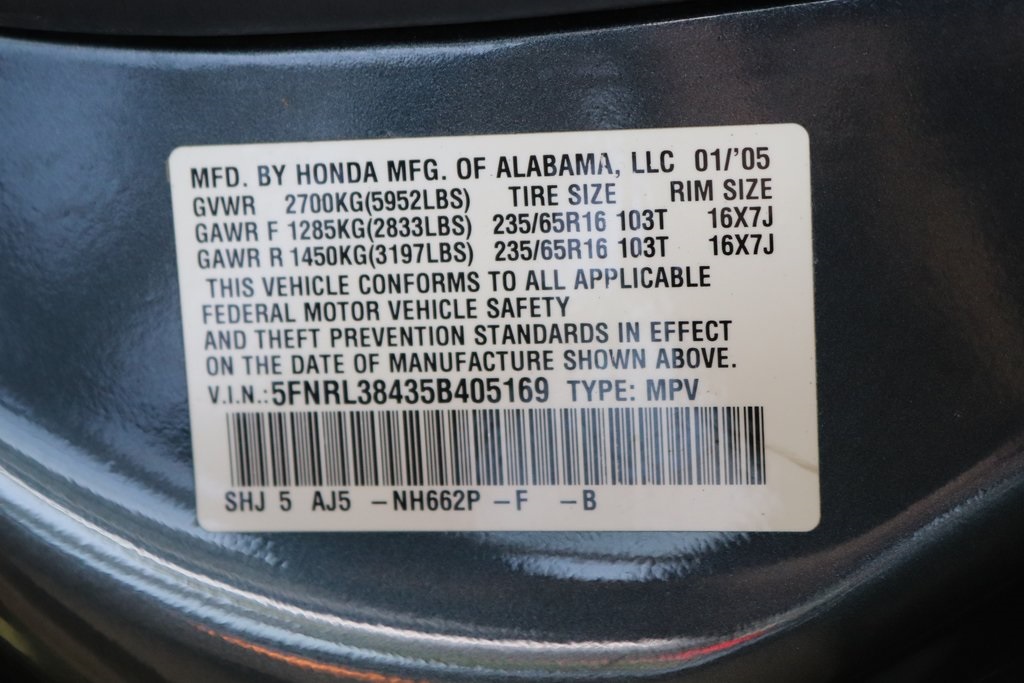 MFD. BY HONDA MFG. OF ALABAMA, LLC 01/'05
GVWR 2700KG(5952LBS) TIRE SIZE RIM SIZE
GAWR F 1285KG(2833LBS) 235/65R16 103T 16X7J
GAWR R 1450KG(3197LBS) 235/65R16 103T 16X7J
THIS VEHICLE CONFORMS TO ALL APPLICABLE
FEDERAL MOTOR VEHICLE SAFETY
AND THEFT PREVENTION STANDARDS IN EFFECT
ON THE DATE OF MANUFACTURE SHOWN ABOVE.
V.I.N.:5FNRL38435B405169 TYPE: MPV
SHJ 5 AJ5 –NH662P –F –B